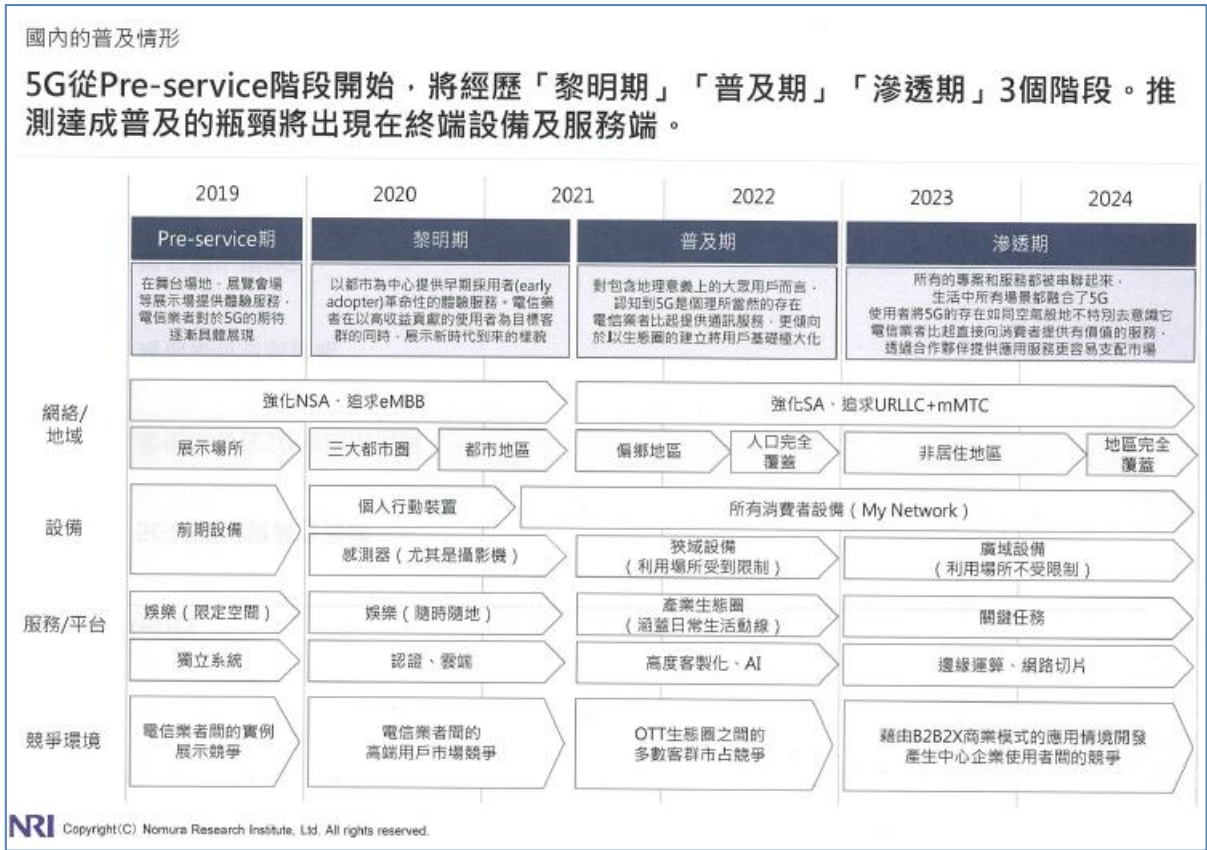 國內的普及情形
5G從Pre-service階段開始，將經歷「黎明期」「普及期」「滲透期」3個階段。推
測達成普及的瓶頸將出現在終端設備及服務端。
2019 2020 2021 2022 2023 2024
Pre-service期 黎明期 普及期 滲透期
在舞台場地、展覽會場
等展示場提供體驗服務，
電信業者對於5G的期待
逐漸具體展現
以都市為中心提供早期採用者(early
adopter)革命性的體驗服務。電信業
者在以高收益貢獻的使用者為目標客
群的同時，展示新時代到來的樣貌
對包含地理意義上的大眾用戶而言，
認知到5G是個理所當然的存在
電信業者比起提供通訊服務，更傾向
於以生態圈的建立將用戶基礎極大化
所有的專案和服務都被串聯起來，
生活中所有場景都融合了5G
使用者將5G的存在如同空氣般地不特別去意識它
電信業者比起直接向消費者提供有價值的服務，
透過合作夥伴提供應用服務更容易支配市場
網絡/
地域
強化NSA、追求eMBB
強化SA、追求URLLC+mMTC
展示場所
三大都市圈
都市地區
偏鄉地區
人口完全
覆蓋
非居住地區
地區完全
覆蓋
設備
前期設備
個人行動裝置
所有消費者設備（My Network）
感測器（尤其是攝影機）
狹域設備
（利用場所受到限制）
廣域設備
（利用場所不受限制）
服務/平台
娛樂（限定空間）
娛樂（隨時隨地）
產業生態圈
（涵蓋日常生活動線）
關鍵任務
獨立系統
認證、雲端
高度客製化、AI
邊緣運算、網路切片
競爭環境
電信業者間的實例
展示競爭
電信業者間的
高端用戶市場競爭
OTT生態圈之間的
多數客群市占競爭
藉由B2B2X商業模式的應用情境開發
產生中心企業使用者間的競爭
NRI Copyright(C) Nomura Research Institute, Ltd. All rights reserved.